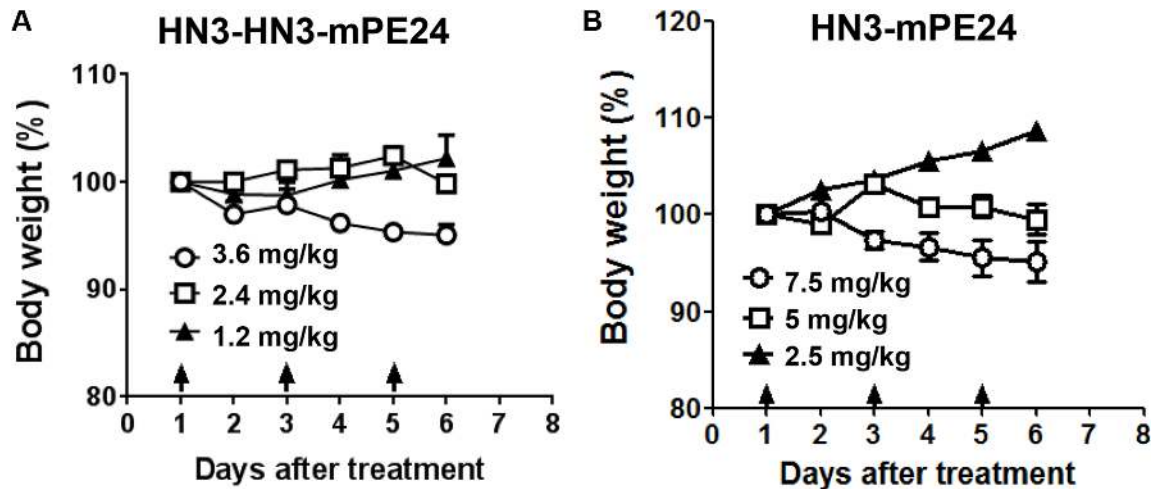 A
HN3-HN3-mPE24
Body weight (%)
110
100
90
80
3.6 mg/kg
2.4 mg/kg
1.2 mg/kg
0 1 2 3 4 5 6 7 8
Days after treatment
B
HN3-mPE24
Body weight (%)
120
110
100
90
80
7.5 mg/kg
5 mg/kg
2.5 mg/kg
0 1 2 3 4 5 6 7 8
Days after treatment